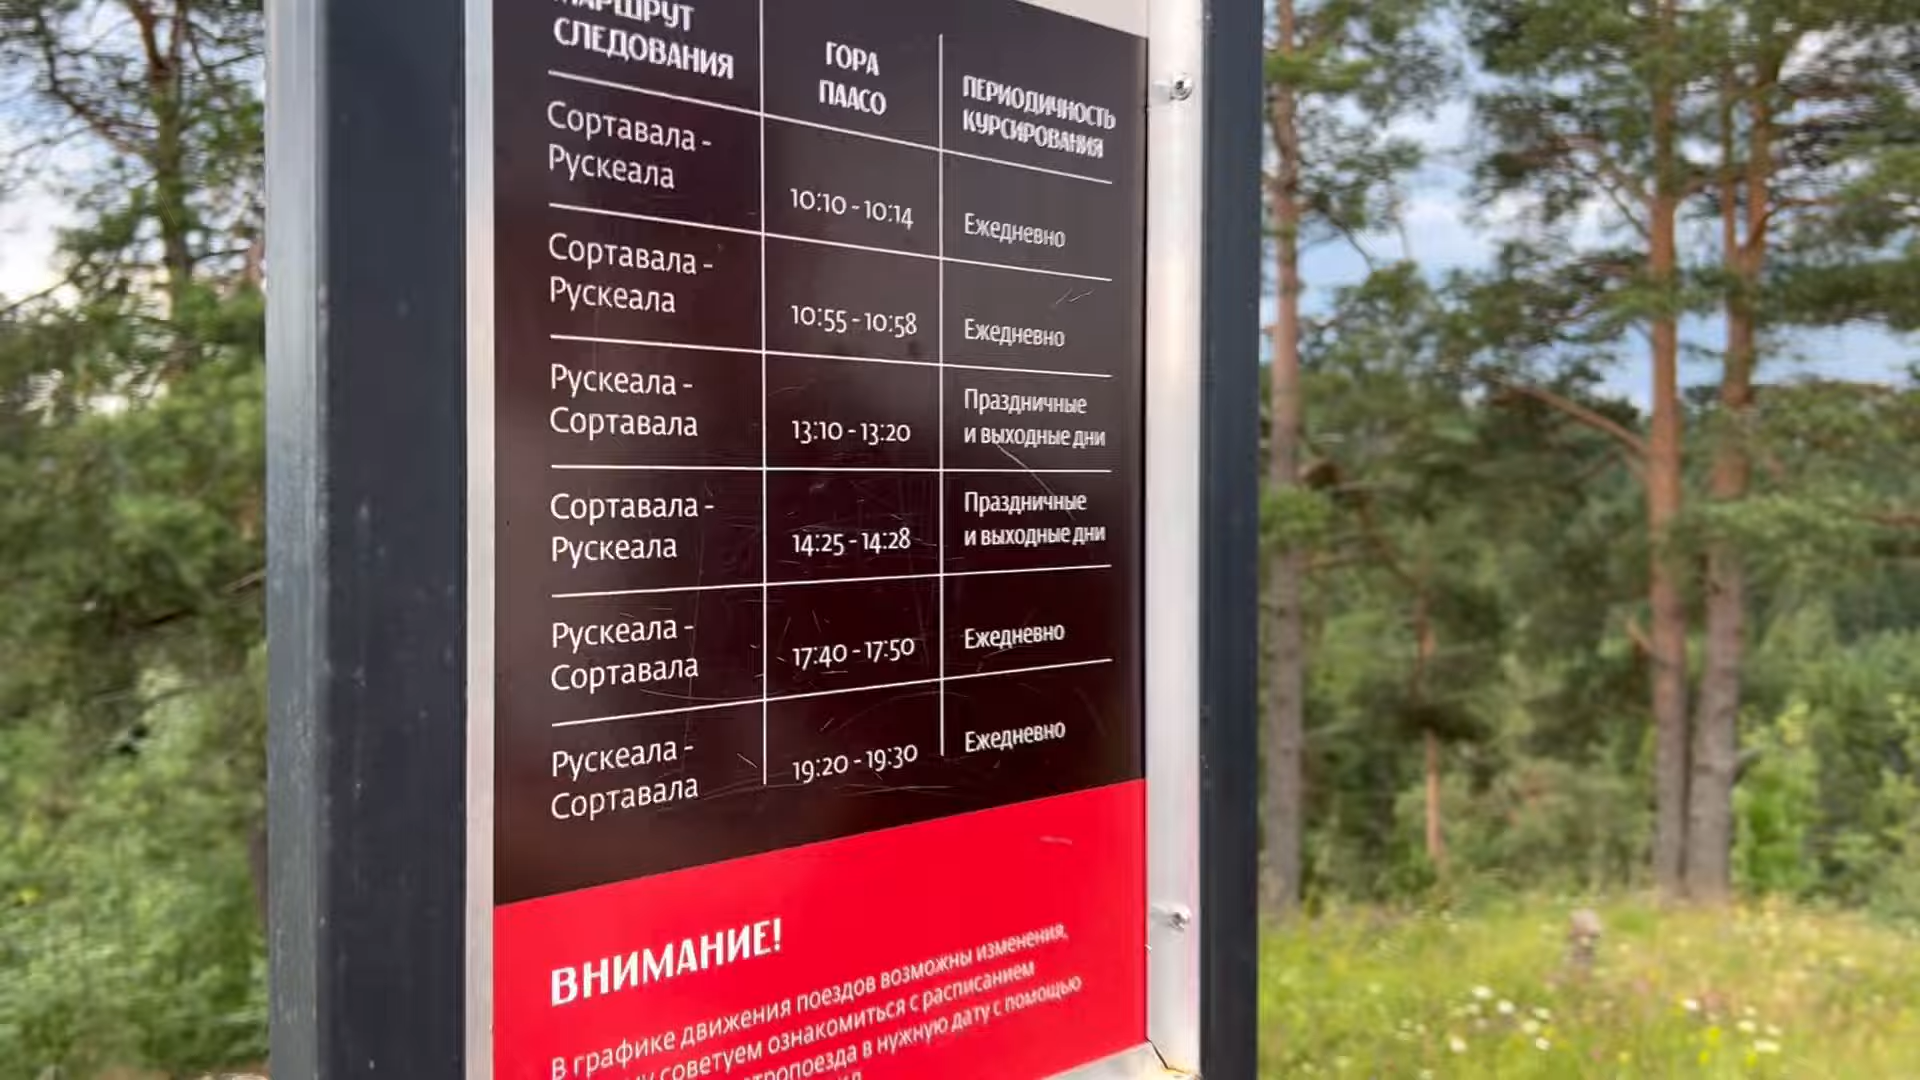 МАРШРУТ
СЛЕДОВАНИЯ
ГОРА
ПААСО
ПЕРИОДИЧНОСТЬ
КУРСИРОВАНИЯ
Сортавала -
Рускеала
10:10 - 10:14
Ежедневно
Сортавала -
Рускеала
10:55 - 10:58
Ежедневно
Рускеала -
Сортавала
13:10 - 13:20
Праздничные
и выходные дни
Сортавала -
Рускеала
14:25 - 14:28
Праздничные
и выходные дни
Рускеала -
Сортавала
17:40 - 17:50
Ежедневно
Рускеала -
Сортавала
19:20 - 19:30
Ежедневно
ВНИМАНИЕ!
В графике движения поездов возможны изменения,
советуем ознакомиться с расписанием
в нужную дату с помощью